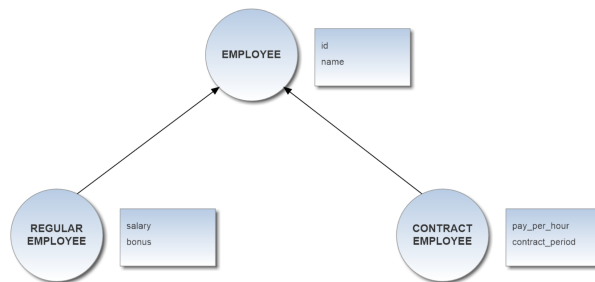 EMPLOYEE
id
name
REGULAR
EMPLOYEE
salary
bonus
CONTRACT
EMPLOYEE
pay_per_hour
contract_period